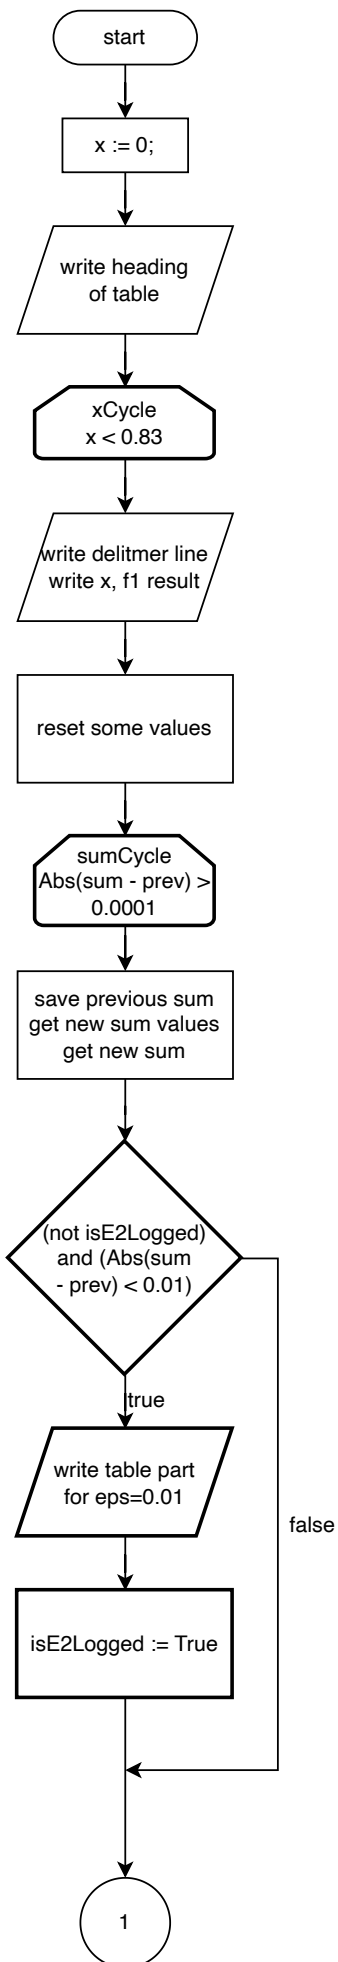 start
x := 0;
write heading
of table
xCycle
x < 0.83
write delitmer line
write x, f1 result
reset some values
sumCycle
Abs(sum - prev) >
0.0001
save previous sum
get new sum values
get new sum
(not isE2Logged)
and (Abs(sum
- prev) < 0.01)
true
write table part
for eps=0.01
false
isE2Logged := True
1